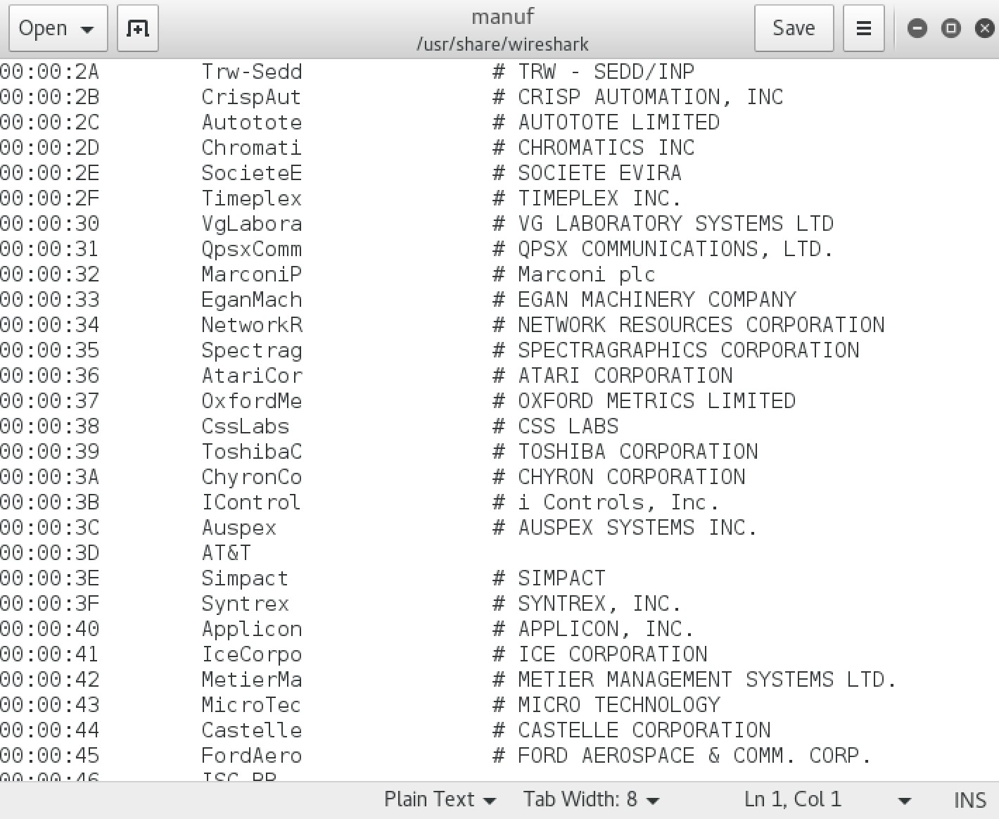 Open
manuf
/usr/share/wireshark
Save
00:00:2A Trw-Sedd # TRW - SEDD/INP
00:00:2B CrispAut # CRISP AUTOMATION, INC
00:00:2C Autotote # AUTOTOTE LIMITED
00:00:2D Chromati # CHROMATICS INC
00:00:2E SocieteE # SOCIETE EVIRA
00:00:2F Timeplex # TIMEPLEX INC.
00:00:30 VgLabora # VG LABORATORY SYSTEMS LTD
00:00:31 QpsxComm # QPSX COMMUNICATIONS, LTD.
00:00:32 MarconiP # Marconi plc
00:00:33 EganMach # EGAN MACHINERY COMPANY
00:00:34 NetworkR # NETWORK RESOURCES CORPORATION
00:00:35 Spectrag # SPECTRAGRAPHICS CORPORATION
00:00:36 AtariCor # ATARI CORPORATION
00:00:37 OxfordMe # OXFORD METRICS LIMITED
00:00:38 CssLabs # CSS LABS
00:00:39 ToshibaC # TOSHIBA CORPORATION
00:00:3A ChyronCo # CHYRON CORPORATION
00:00:3B IControl # i Controls, Inc.
00:00:3C Auspex # AUSPEX SYSTEMS INC.
00:00:3D AT&T
00:00:3E Simpact # SIMPACT
00:00:3F Syntrex # SYNTREX, INC.
00:00:40 Applicon # APPLICON, INC.
00:00:41 IceCorpo # ICE CORPORATION
00:00:42 MetierMa # METIER MANAGEMENT SYSTEMS LTD.
00:00:43 MicroTec # MICRO TECHNOLOGY
00:00:44 Castelle # CASTELLE CORPORATION
00:00:45 FordAero # FORD AEROSPACE & COMM. CORP.
00:00:46
Plain Text Tab Width: 8 Ln 1, Col 1 INS